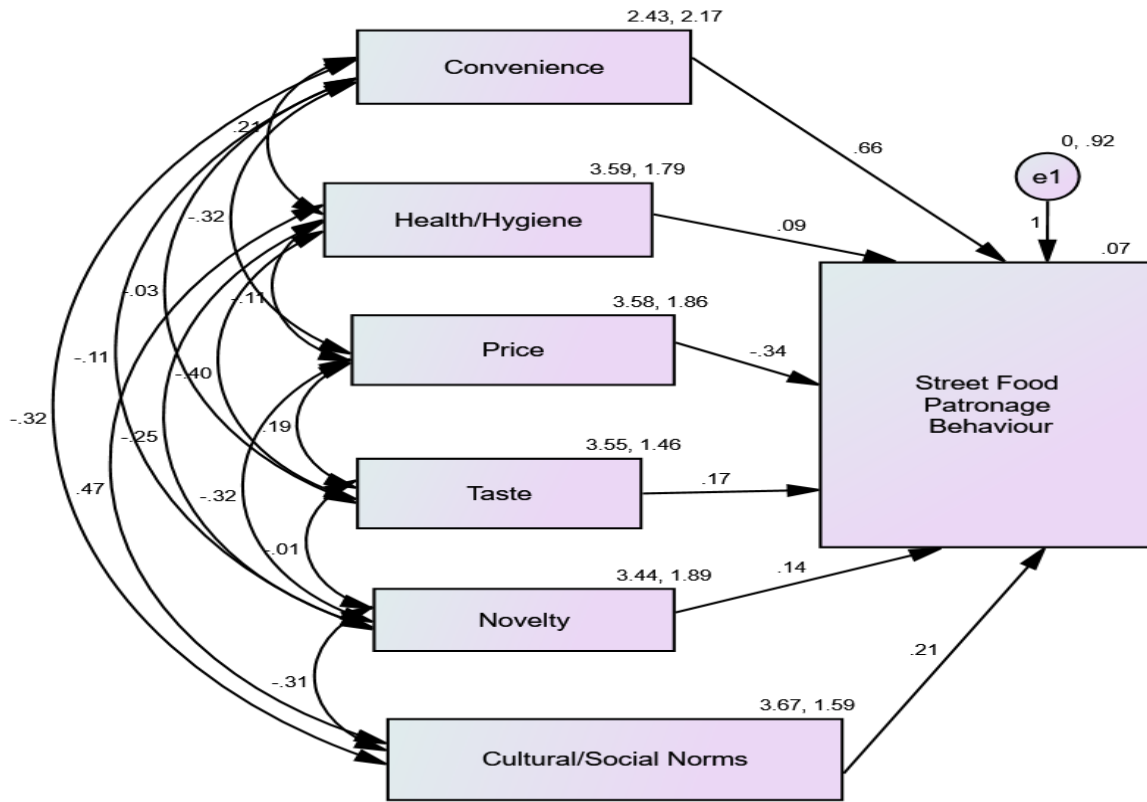 2.43, 2.17
Convenience
.66
0, .92
e1
1
.21
3.59, 1.79
Health/Hygiene
.09
.07
-.32
-.03
-.11
3.58, 1.86
Price
-.34
Street Food
Patronage
Behaviour
-.11
-.40
-.32
.19
3.55, 1.46
Taste
.17
-.25
.47
-.32
-.01
3.44, 1.89
Novelty
.14
-.31
.21
3.67, 1.59
Cultural/Social Norms